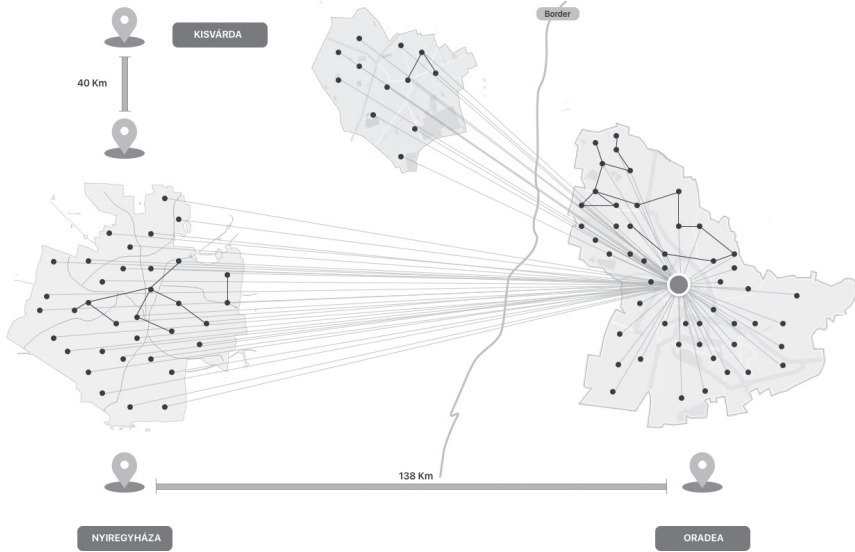 KISVÁRDA
Border
40 Km
138 Km
NYIREGYHÁZA
ORADEA